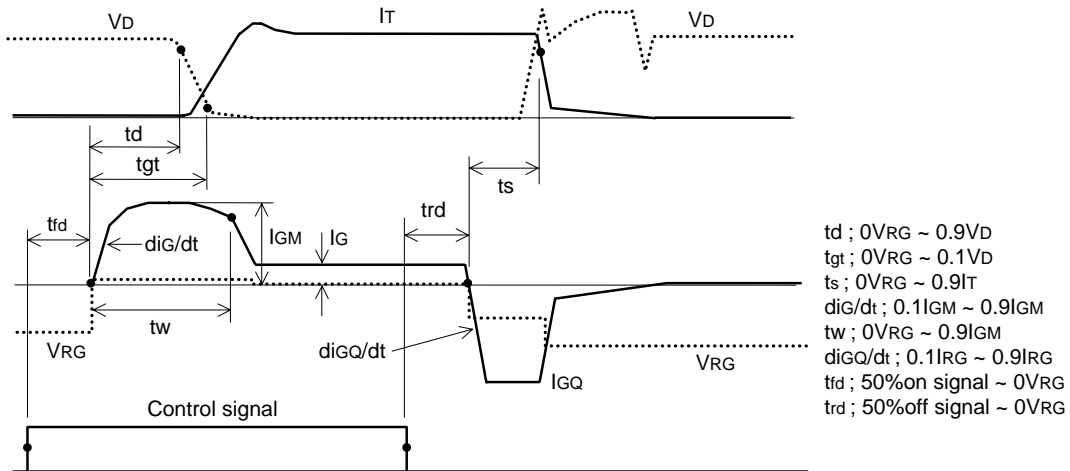 VD
IT
VD
td
tgt
ts
tfd
trd
diG/dt
IGM
IG
tw
VRG
diGQ/dt
IGQ
VRG
Control signal
td ; 0VRG ~ 0.9VD
tgt ; 0VRG ~ 0.1VD
ts ; 0VRG ~ 0.9IT
diG/dt ; 0.1IGM ~ 0.9IGM
tw ; 0VRG ~ 0.9IGM
diGQ/dt ; 0.1IRG ~ 0.9IRG
tfd ; 50%on signal ~ 0VRG
trd ; 50%off signal ~ 0VRG